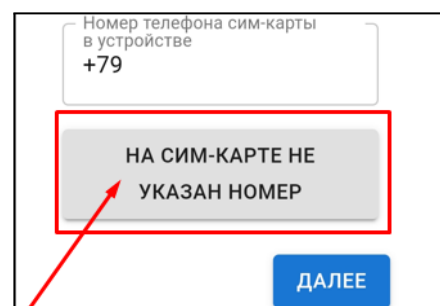 Номер телефона сим-карты
в устройстве
+79
НА СИМ-КАРТЕ НЕ
УКАЗАН НОМЕР
ДАЛЕЕ